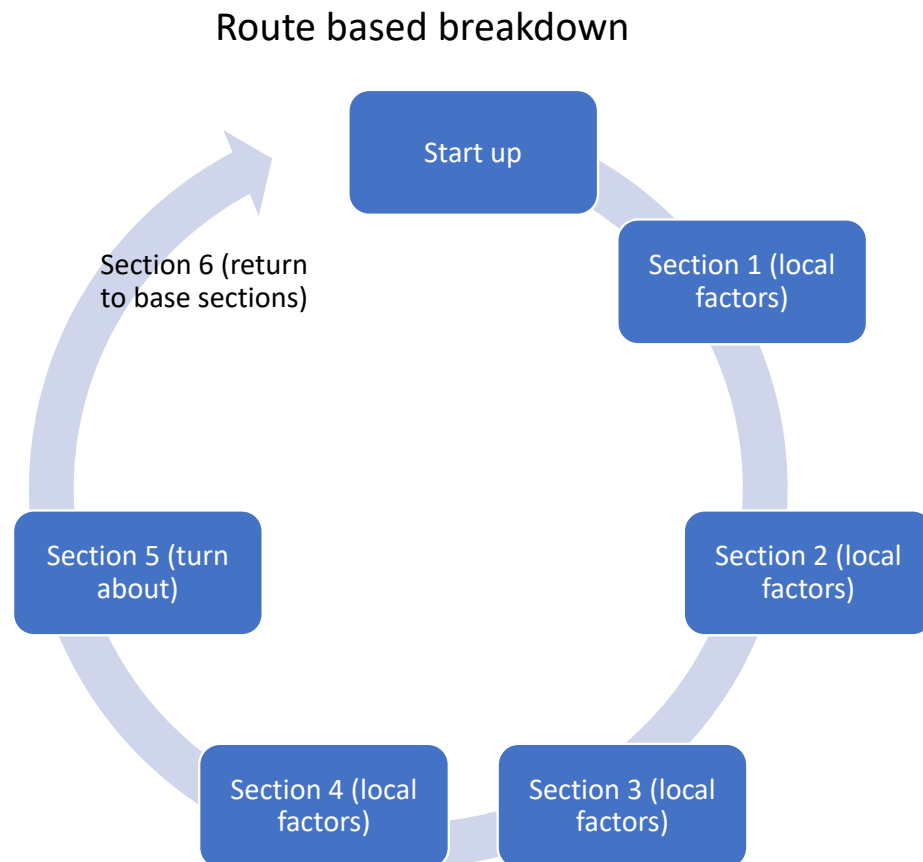 Route based breakdown
Start up
Section 1 (local
factors)
Section 2 (local
factors)
Section 3 (local
factors)
Section 4 (local
factors)
Section 5 (turn
about)
Section 6 (return
to base sections)